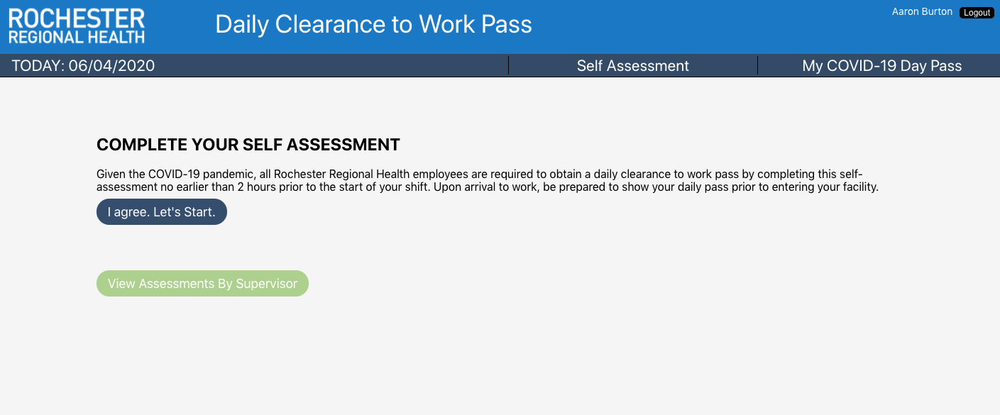 ROCHESTER
REGIONAL HEALTH
Daily Clearance to Work Pass
Aaron Burton
Logout
TODAY: 06/04/2020
Self Assessment
My COVID-19 Day Pass
COMPLETE YOUR SELF ASSESSMENT
Given the COVID-19 pandemic, all Rochester Regional Health employees are required to obtain a daily clearance to work pass by completing this self-
assessment no earlier than 2 hours prior to the start of your shift. Upon arrival to work, be prepared to show your daily pass prior to entering your facility.
I agree. Let's Start.
View Assessments By Supervisor